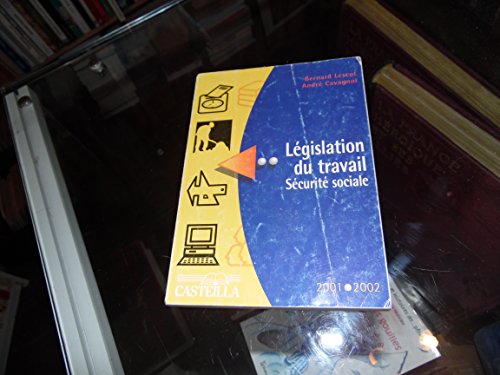 Bernard Lescot
André Cavagnol
Législation
du travail
Sécurité sociale
CASTEILLA
2001 • 2002